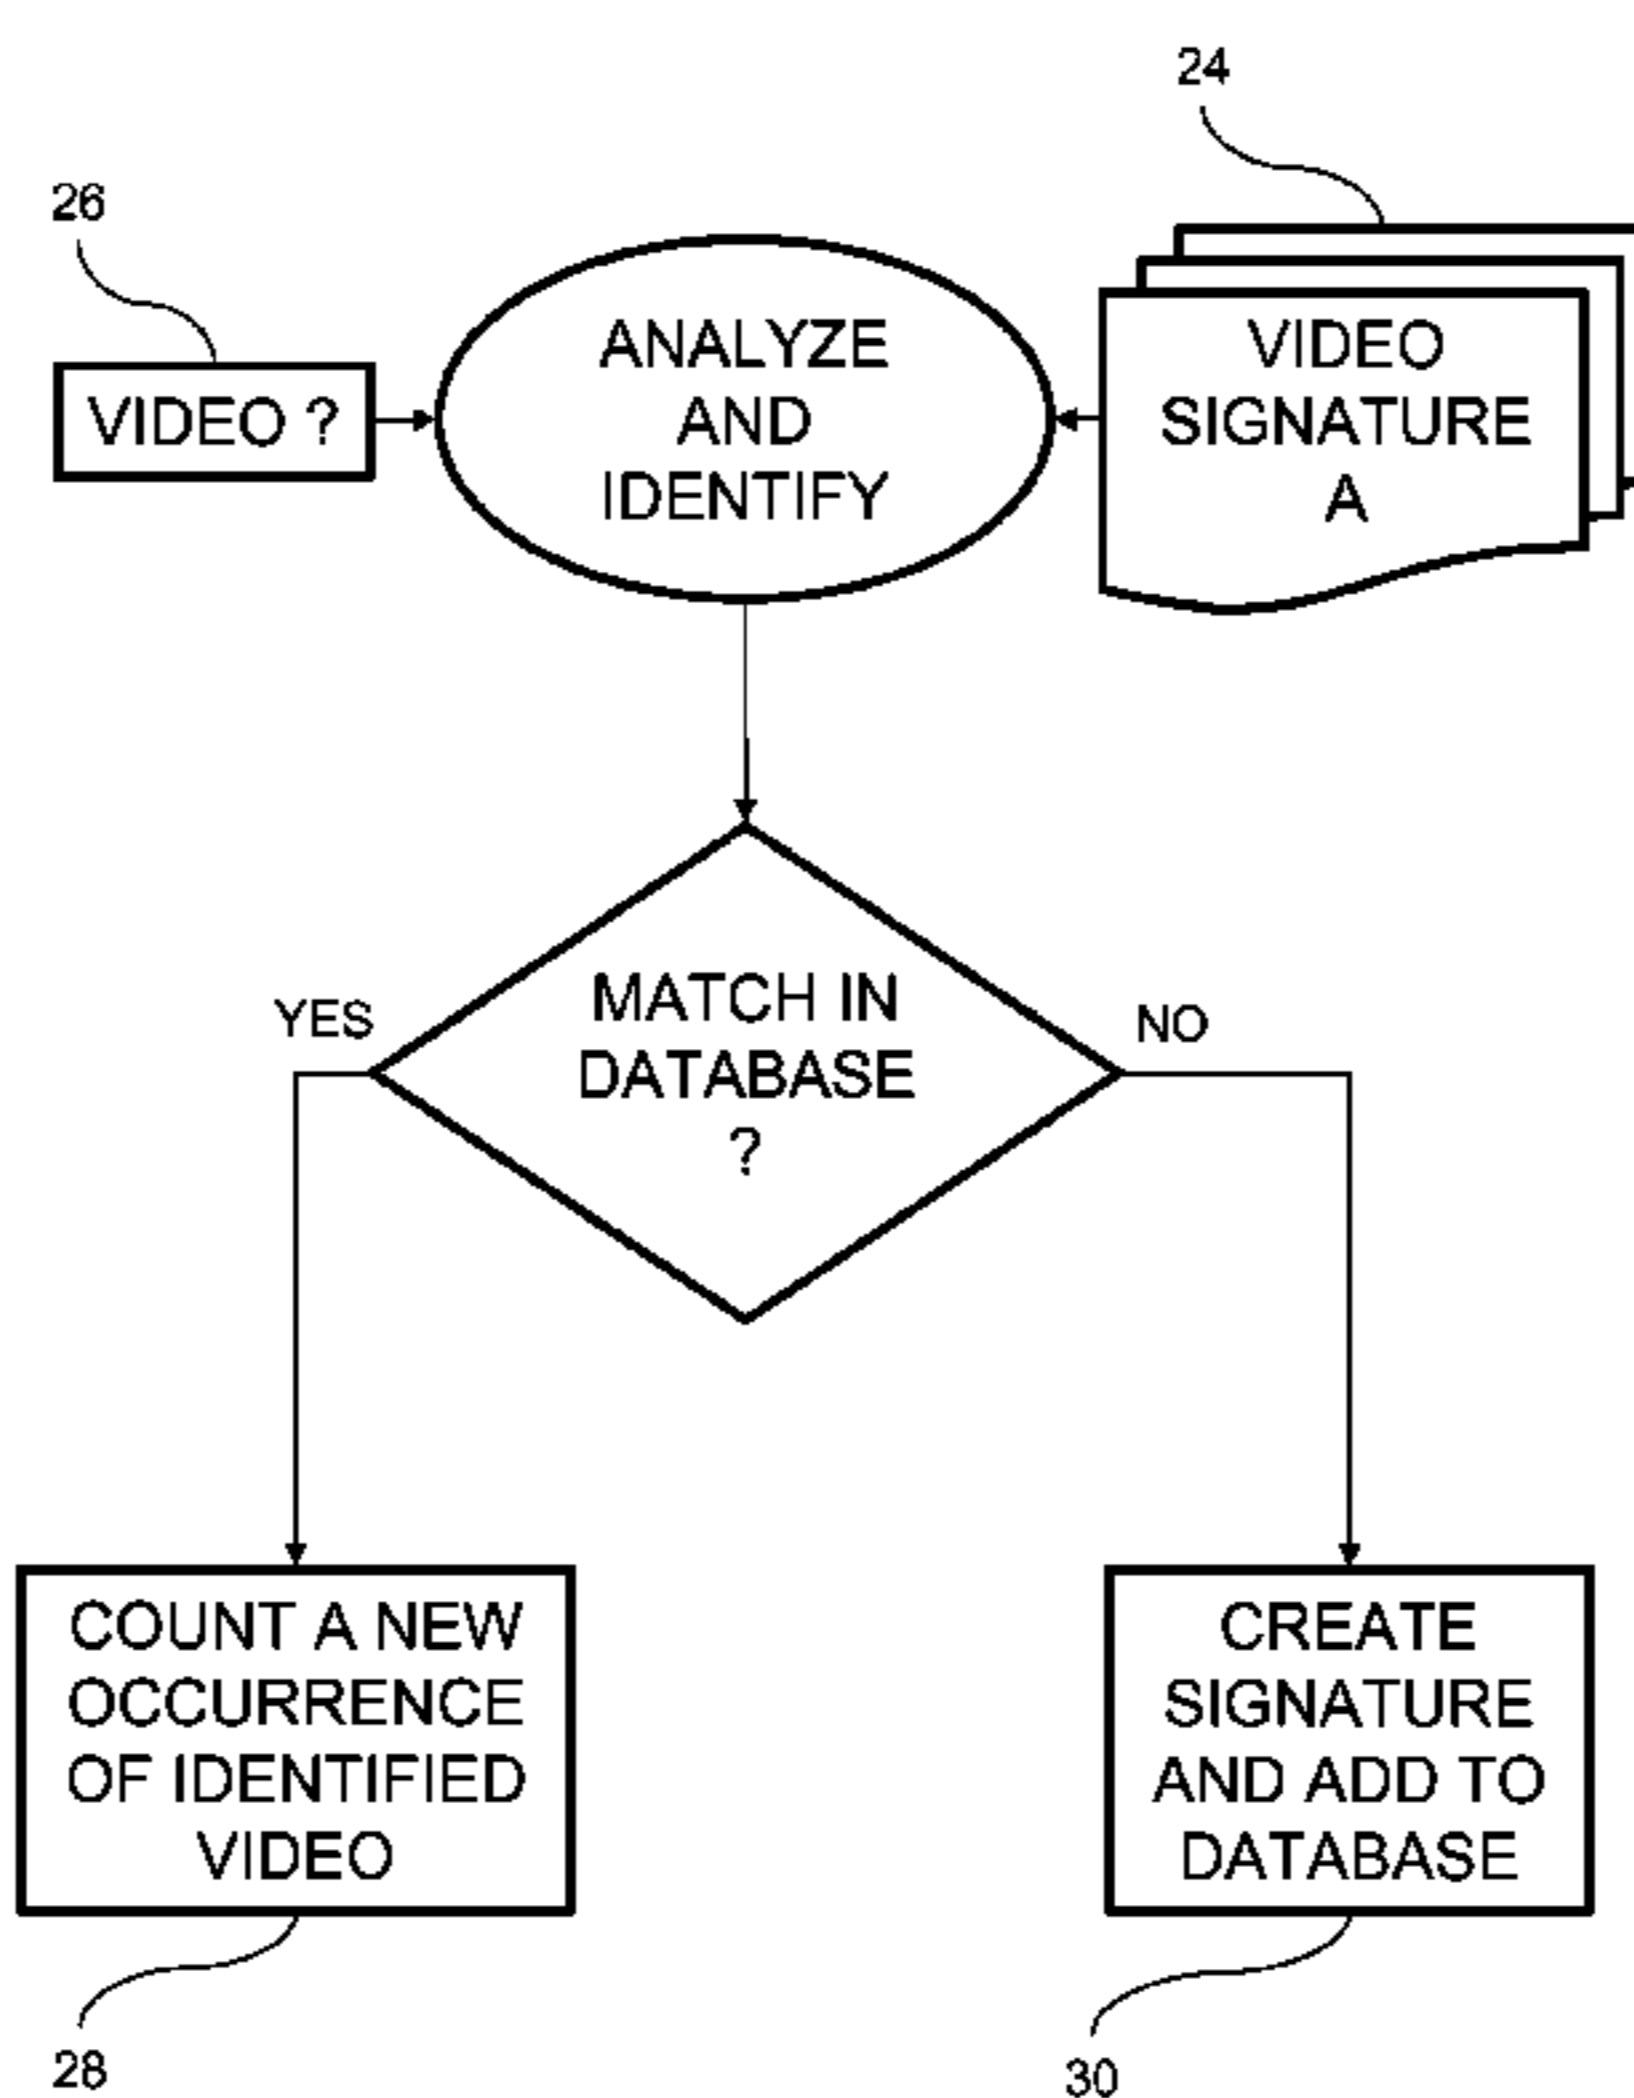 24
26
VIDEO ?
ANALYZE
AND
IDENTIFY
VIDEO
SIGNATURE
A
MATCH IN
DATABASE
?
YES
NO
COUNT A NEW
OCCURRENCE
OF IDENTIFIED
VIDEO
CREATE
SIGNATURE
AND ADD TO
DATABASE
28
30